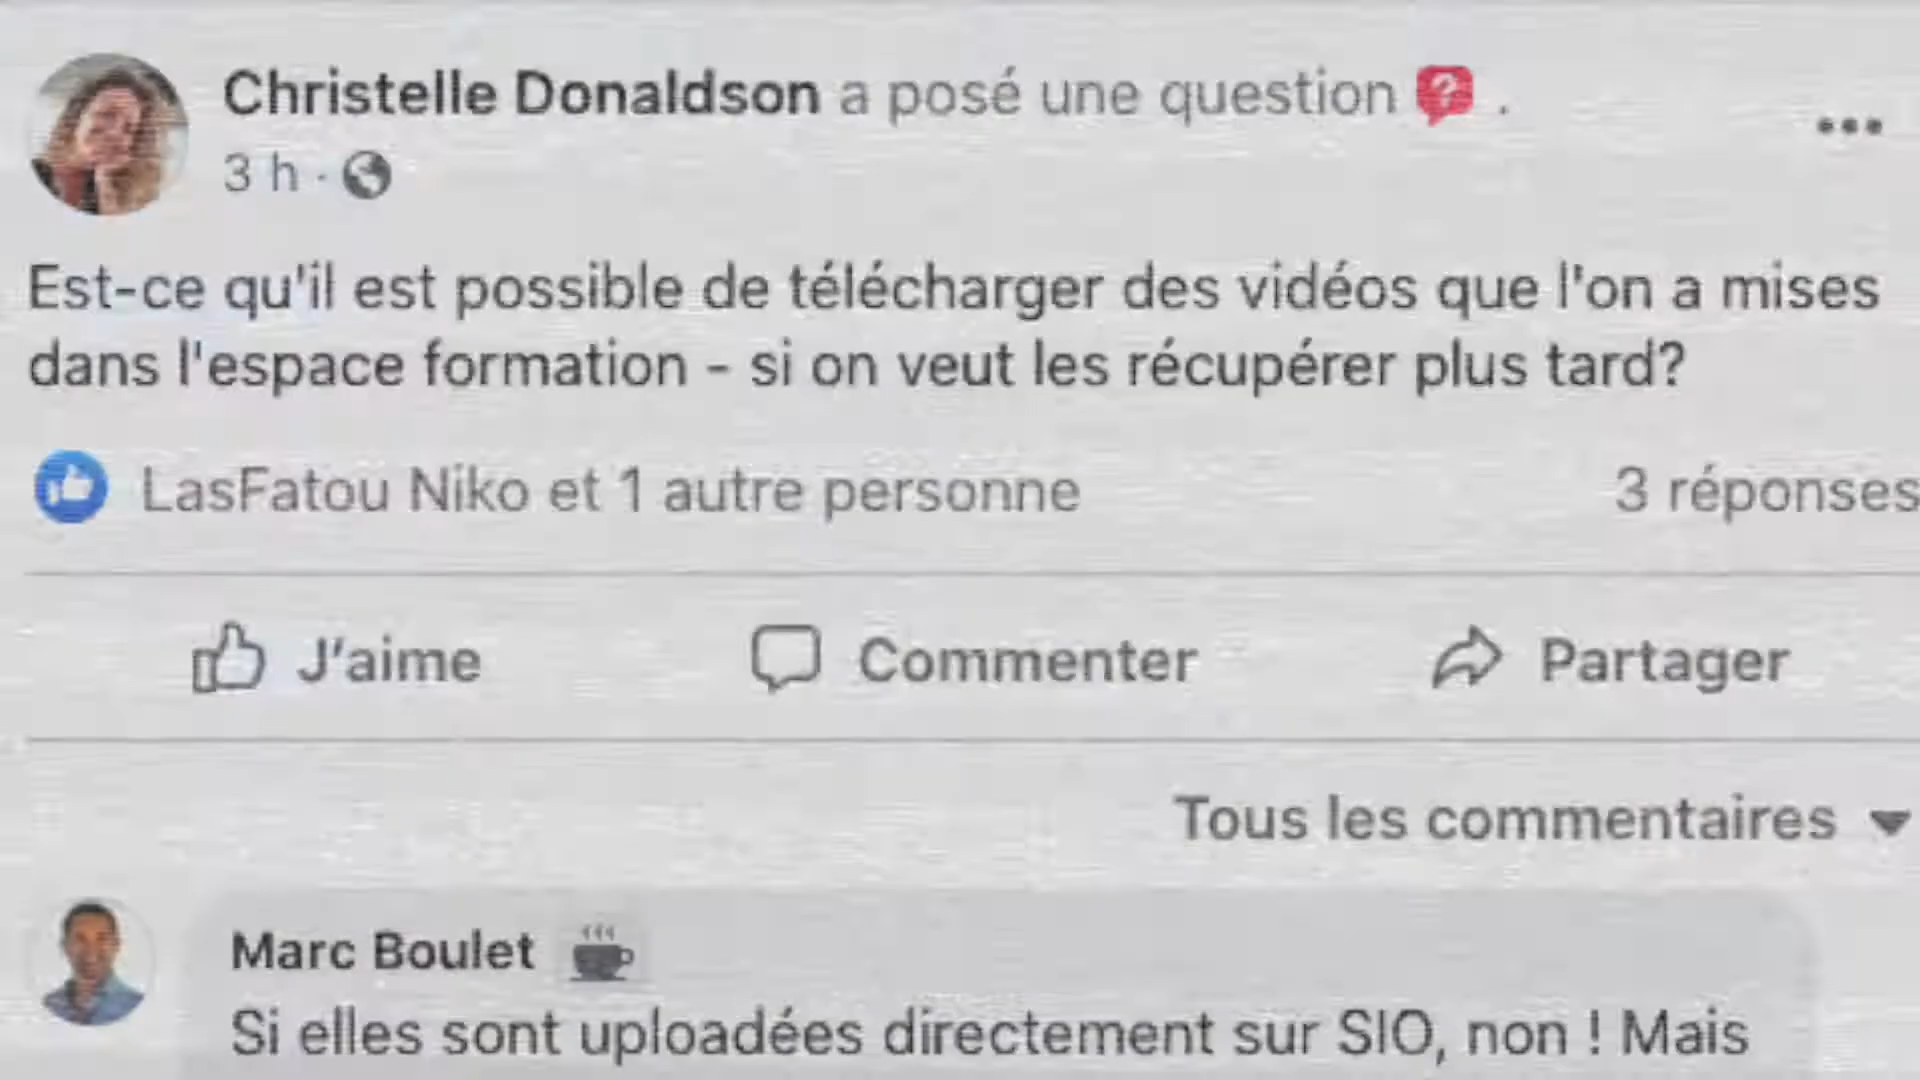 Christelle Donaldson a posé une question .
3 h ·
Est-ce qu'il est possible de télécharger des vidéos que l'on a mises
dans l'espace formation - si on veut les récupérer plus tard?
LasFatou Niko et 1 autre personne 3 réponses
J'aime Commenter Partager
Tous les commentaires
Marc Boulet
Si elles sont uploadées directement sur SIO, non ! Mais